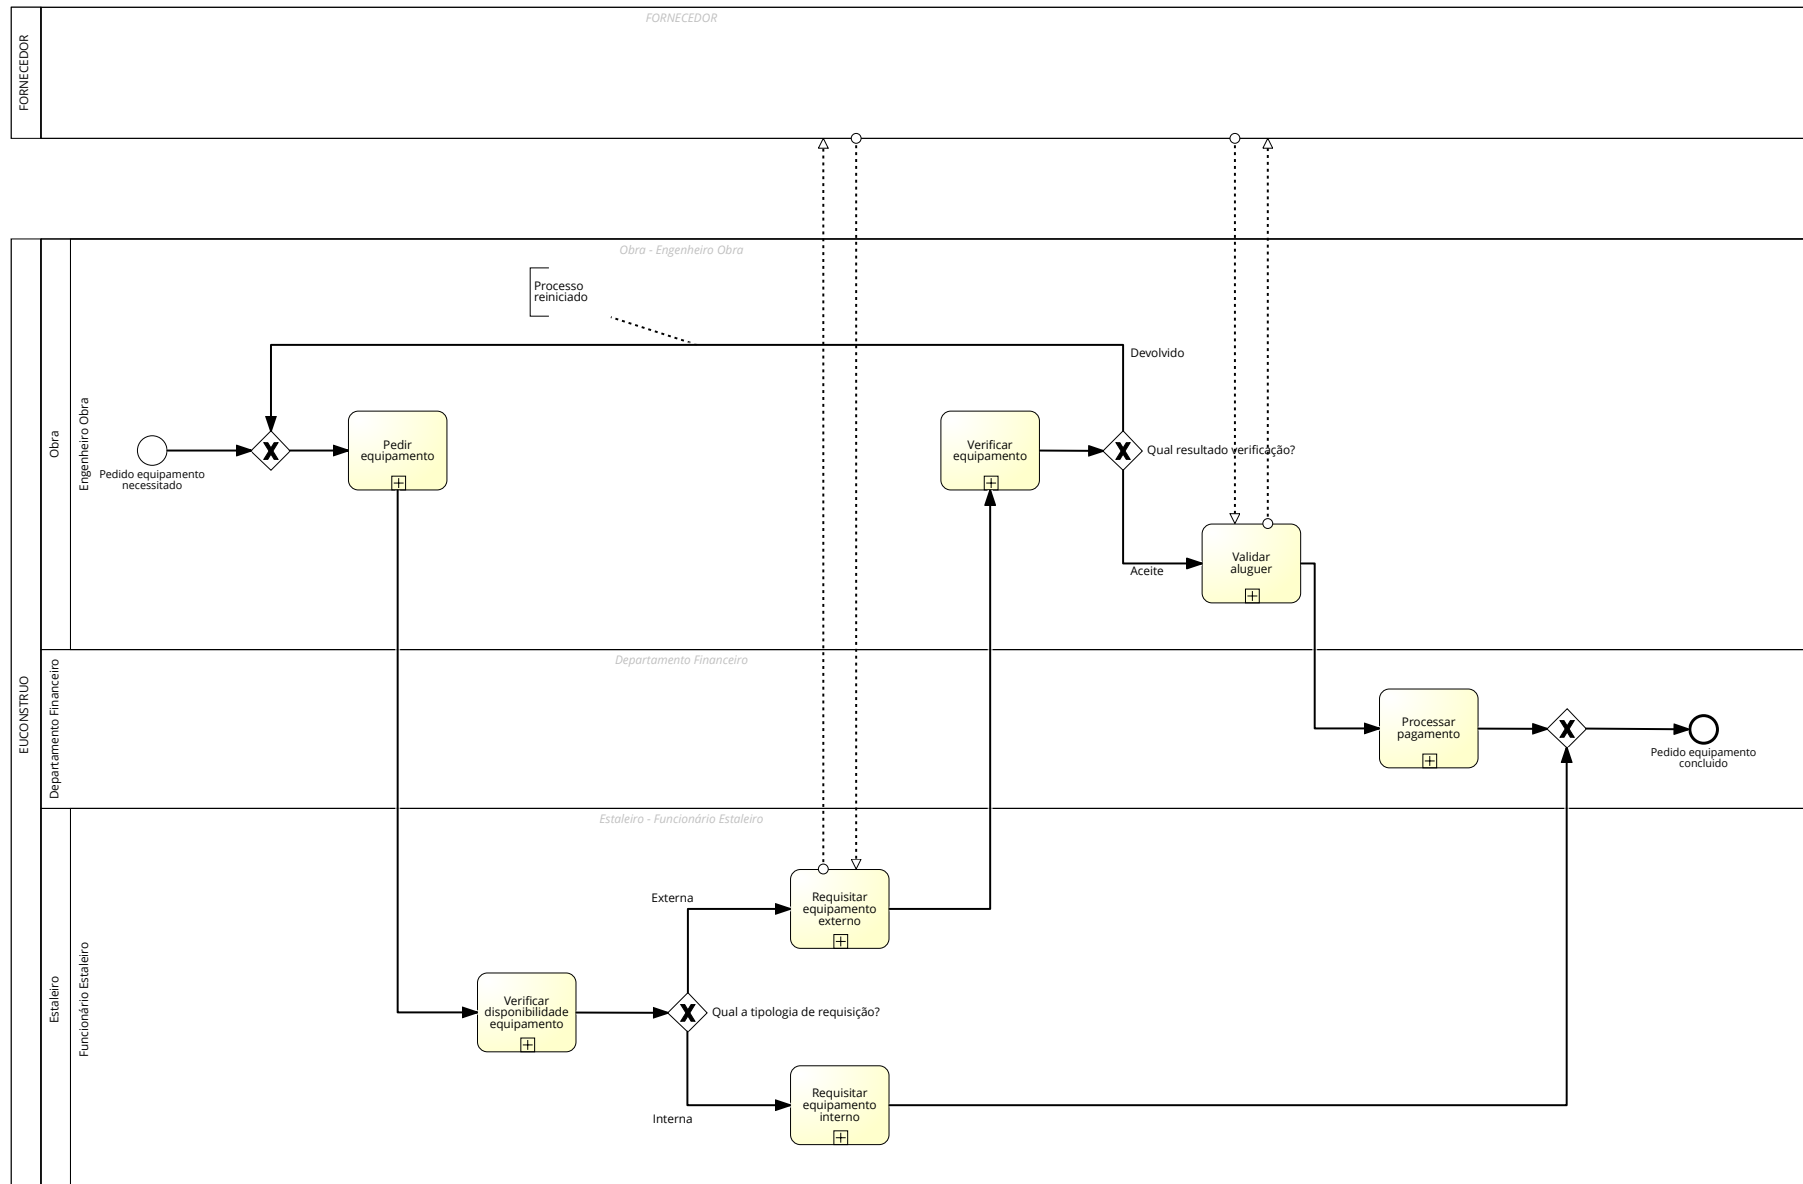 FORNECEDOR
FORNECEDOR
EUCONSTRUO
Obra
Engenheiro Obra
Obra - Engenheiro Obra
Processo
reiniciado
Devolvido
Pedido equipamento
necessitado
Pedir
equipamento
Verificar
equipamento
Qual resultado verificação?
Aceite
Validar
aluguer
Departamento Financeiro
Departamento Financeiro
Processar
pagamento
Pedido equipamento
concluido
Estaleiro
Funcionário Estaleiro
Estaleiro - Funcionário Estaleiro
Externa
Requisitar
equipamento
externo
Verificar
disponibilidade
equipamento
Qual a tipologia de requisição?
Interna
Requisitar
equipamento
interno